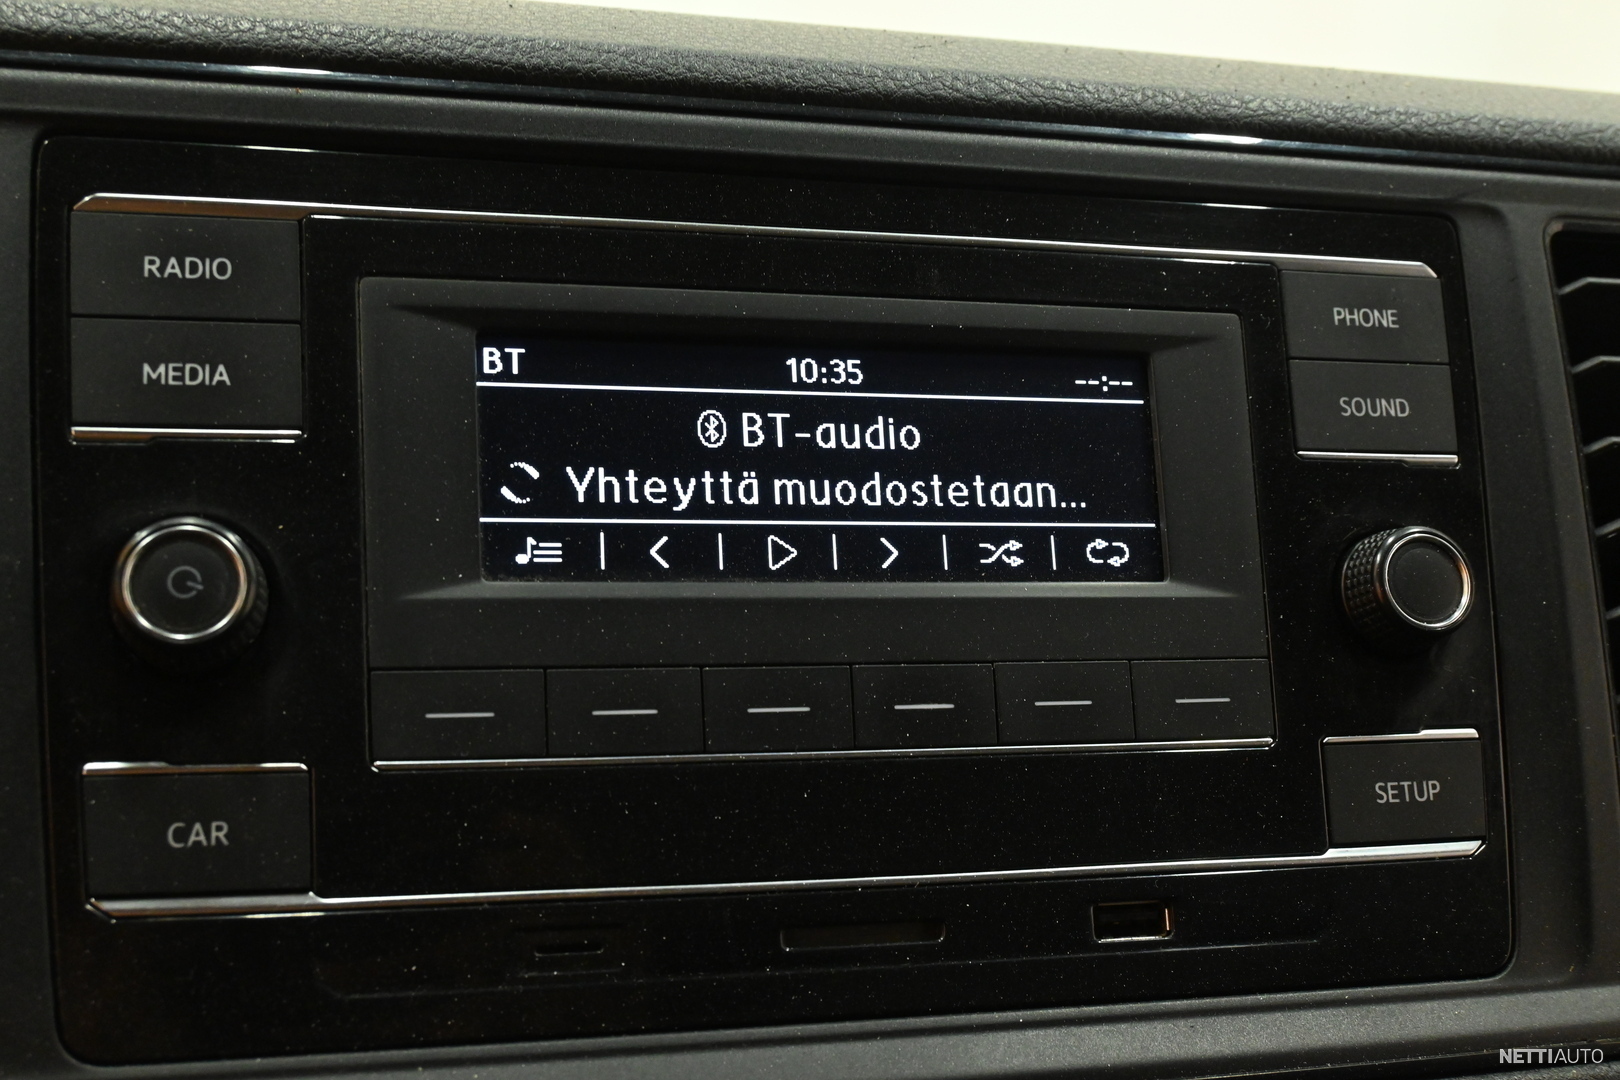 RADIO
MEDIA
PHONE
SOUND
BT 10:35 --:--
BT-audio
Yhteyttä muodostetaan...
CAR
SETUP
NETTIAUTO